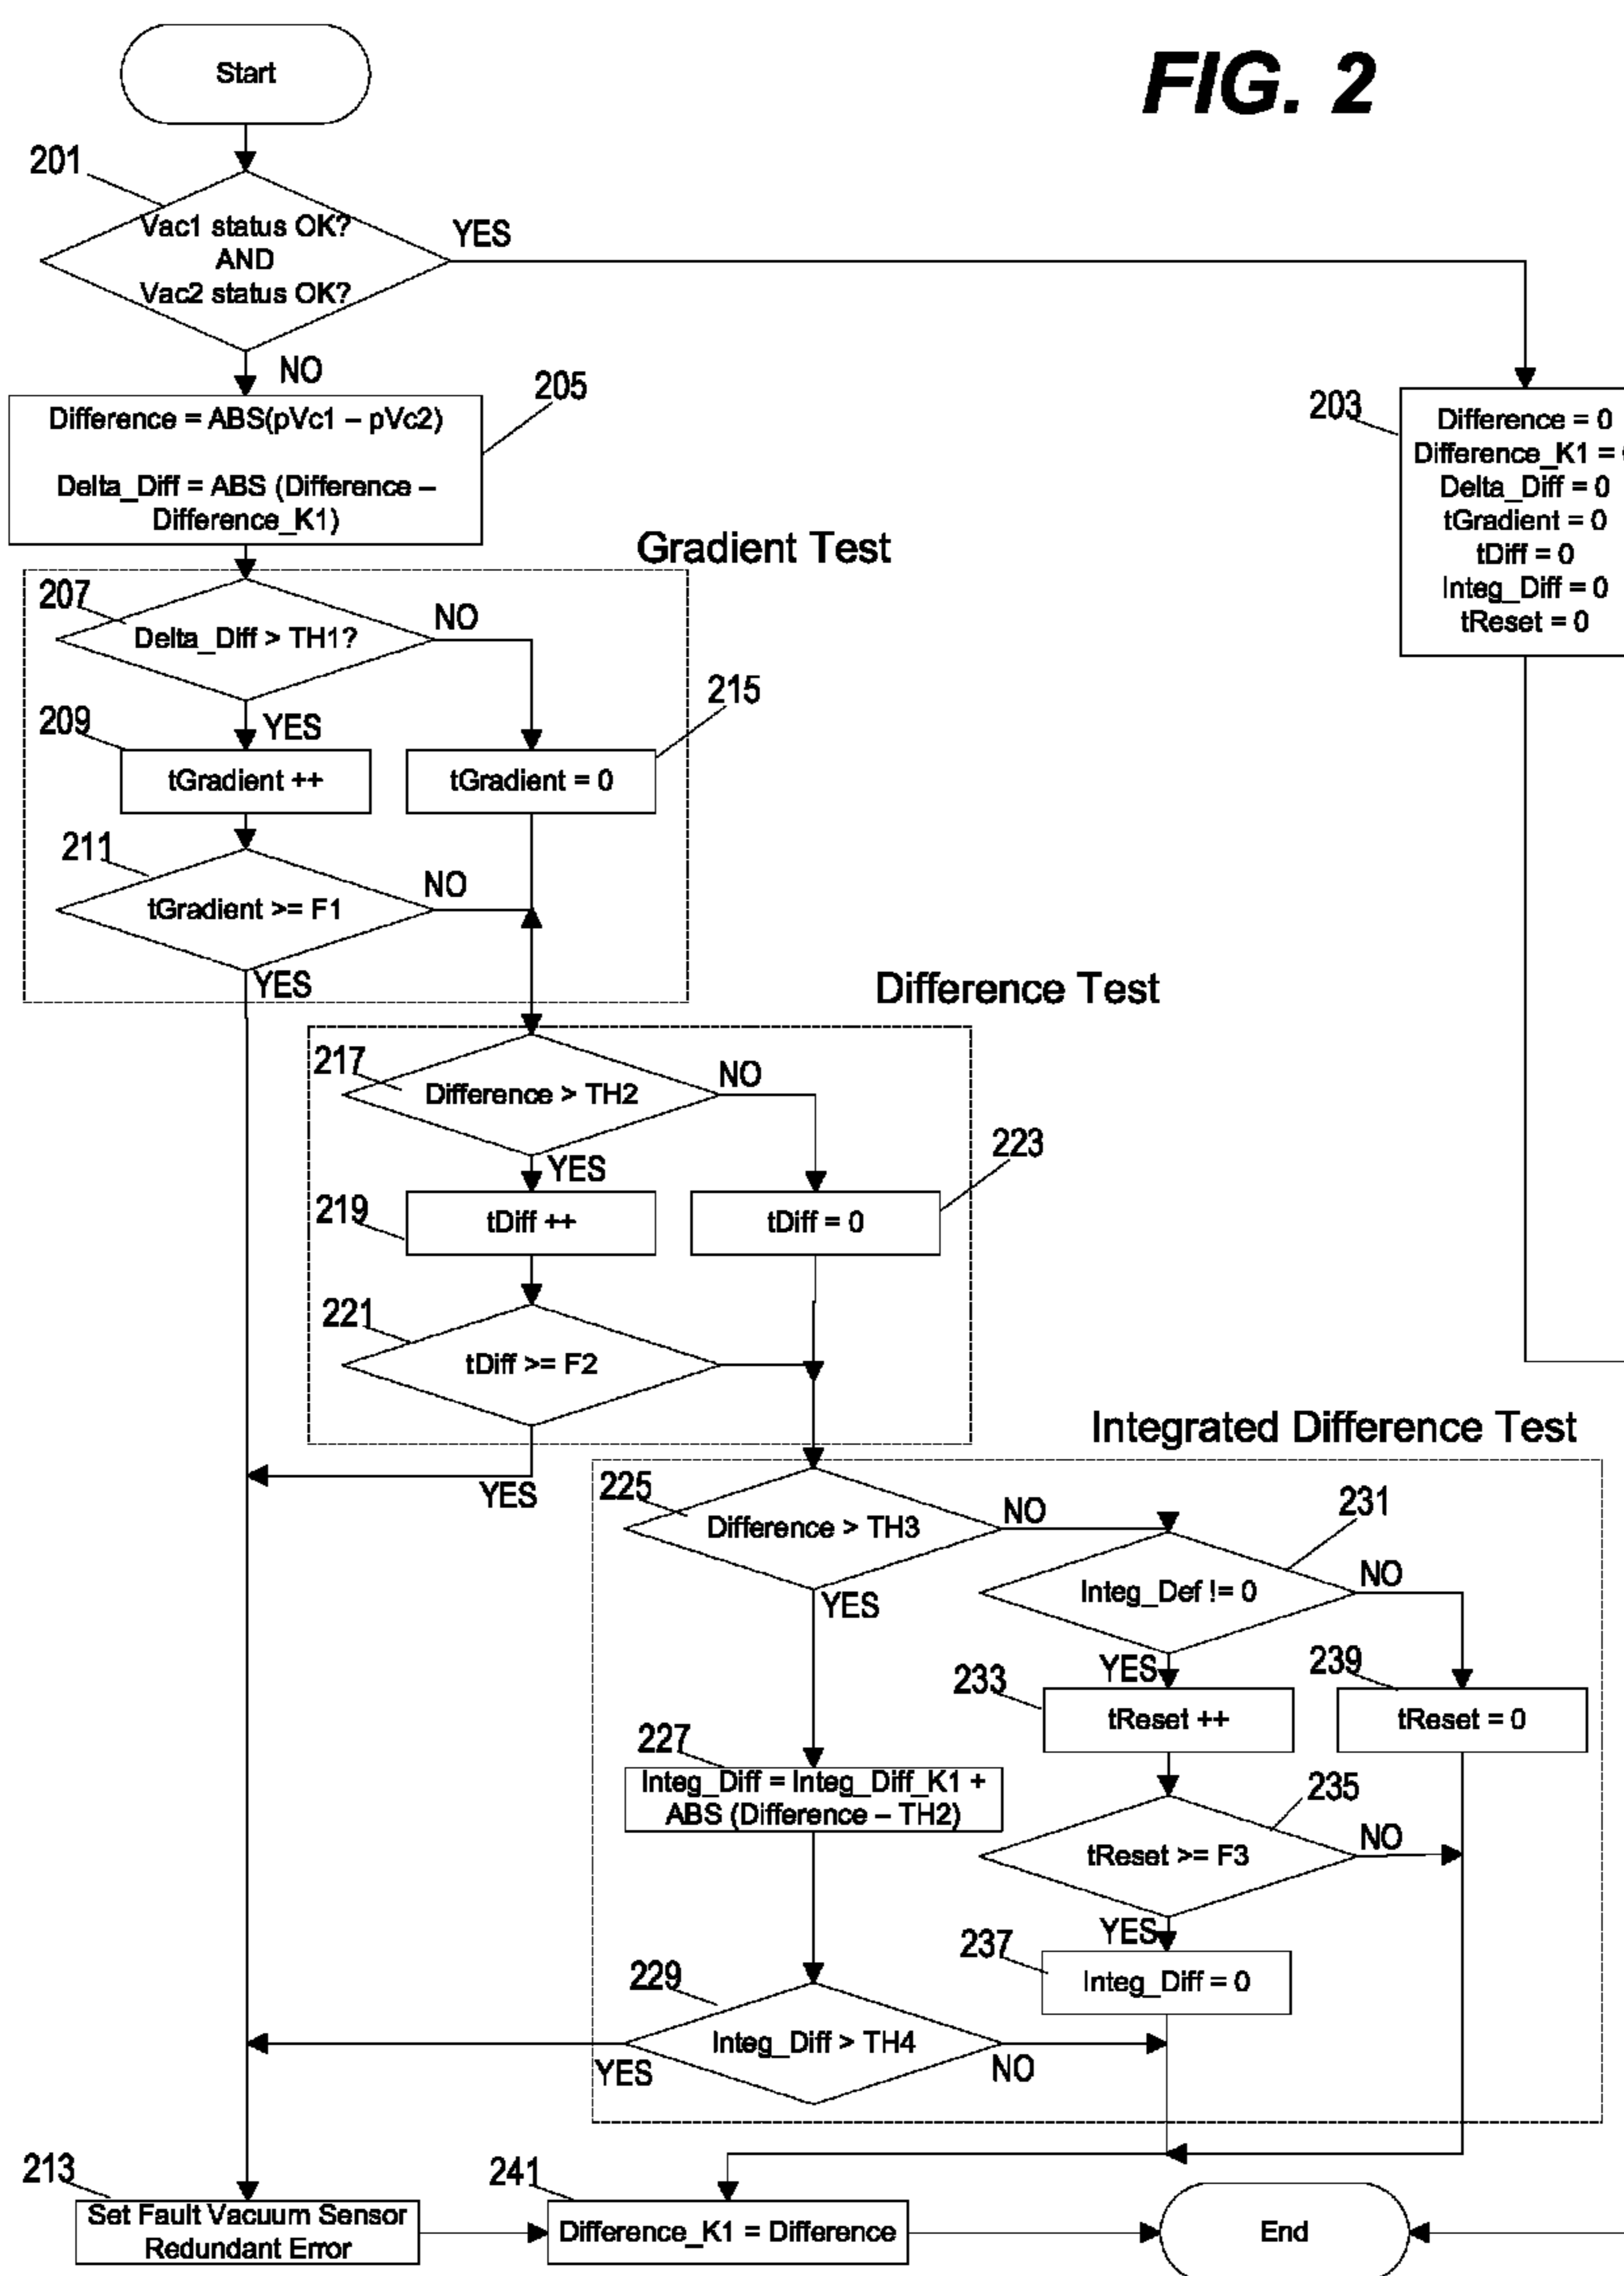 FIG. 2
Start
201
Vac1 status OK?
AND
Vac2 status OK?
YES
NO
205
Difference = ABS(pVc1 – pVc2)
Delta_Diff = ABS (Difference –
Difference_K1)
203
Difference = 0
Difference_K1 =
Delta_Diff = 0
tGradient = 0
tDiff = 0
Integ_Diff = 0
tReset = 0
Gradient Test
207
Delta_Diff > TH1?
NO
YES
209
tGradient ++
215
tGradient = 0
211
tGradient >= F1
NO
YES
Difference Test
217
Difference > TH2
NO
YES
219
tDiff ++
223
tDiff = 0
221
tDiff >= F2
YES
Integrated Difference Test
225
Difference > TH3
NO
YES
231
Integ_Def != 0
NO
YES
233
tReset ++
239
tReset = 0
227
Integ_Diff = Integ_Diff_K1 +
ABS (Difference – TH2)
235
tReset >= F3
NO
YES
237
Integ_Diff = 0
229
Integ_Diff > TH4
YES
NO
213
Set Fault Vacuum Sensor
Redundant Error
241
Difference_K1 = Difference
End